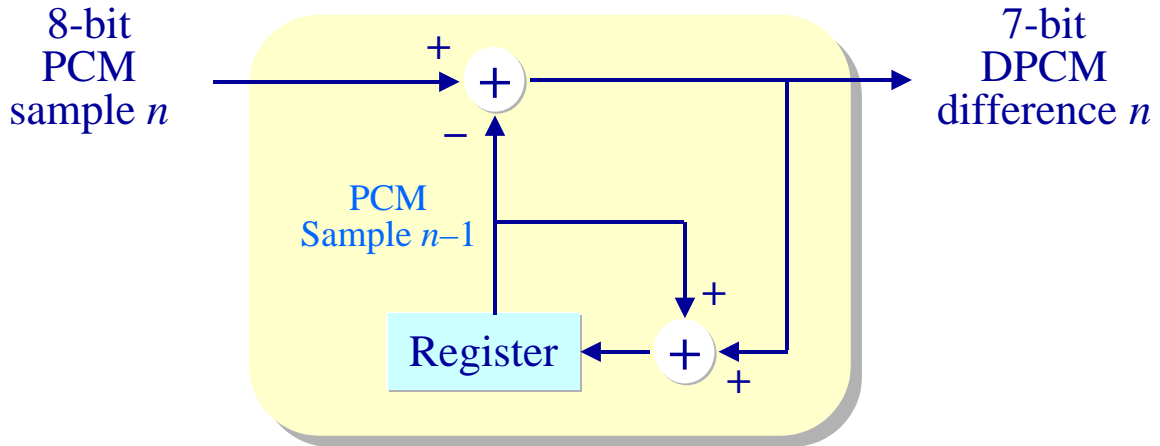 8-bit
PCM
sample n
7-bit
DPCM
difference n
+
+
–
PCM
Sample n–1
+
Register
+
+